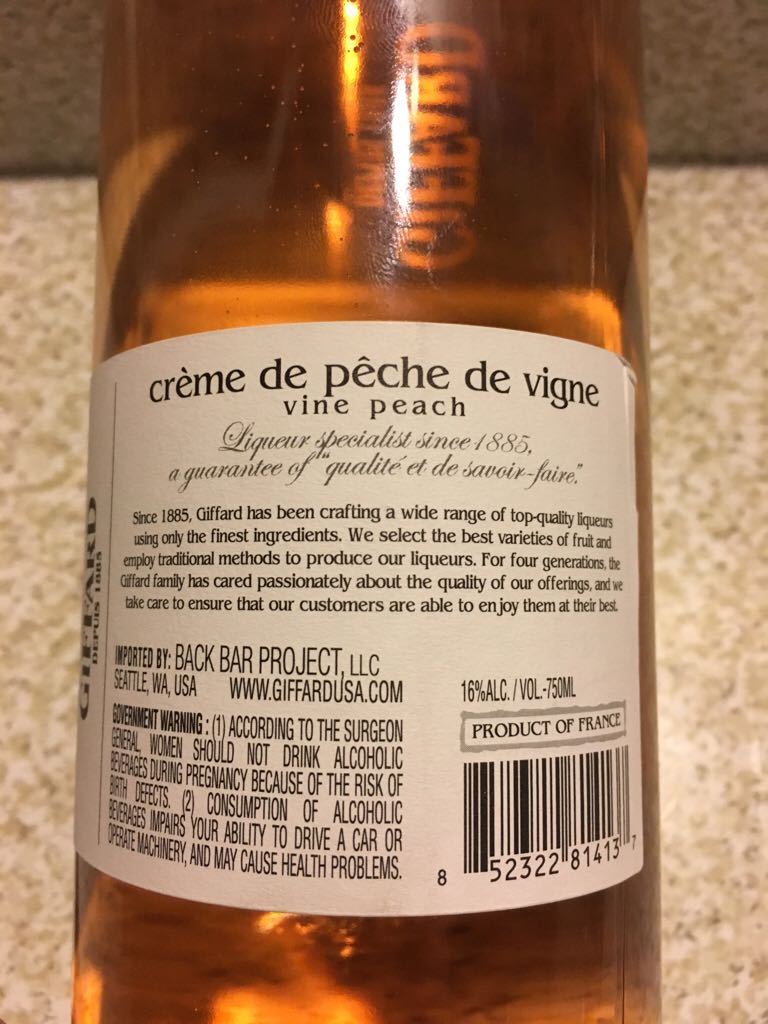 GIFFARD
crème de pêche de vigne
vine peach
Liqueur specialist since 1885,
a guarantee of "qualité et de savoir-faire."
Since 1885, Giffard has been crafting a wide range of top-quality liqueurs
using only the finest ingredients. We select the best varieties of fruit and
employ traditional methods to produce our liqueurs. For four generations, the
Giffard family has cared passionately about the quality of our offerings, and we
take care to ensure that our customers are able to enjoy them at their best.
GIFFARD
DEPUIS 1885
IMPORTED BY: BACK BAR PROJECT, LLC
SEATTLE, WA, USA WWW.GIFFARDUSA.COM
GOVERNMENT WARNING : (1) ACCORDING TO THE SURGEON
GENERAL, WOMEN SHOULD NOT DRINK ALCOHOLIC
BEVERAGES DURING PREGNANCY BECAUSE OF THE RISK OF
BIRTH DEFECTS. (2) CONSUMPTION OF ALCOHOLIC
BEVERAGES IMPAIRS YOUR ABILITY TO DRIVE A CAR OR
OPERATE MACHINERY, AND MAY CAUSE HEALTH PROBLEMS.
16%ALC. / VOL.-750ML
PRODUCT OF FRANCE
8 52322 81413 7